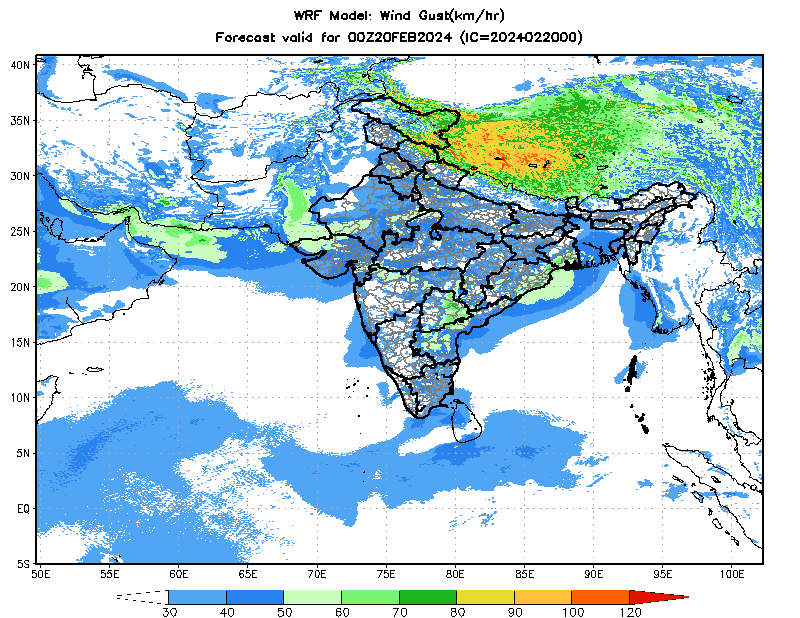 WRF Model: Wind Gust(km/hr)
Forecast valid for 00Z20FEB2024 (IC=2024022000)
40N
35N
30N
25N
20N
15N
10N
5N
EQ
5S
50E 55E 60E 65E 70E 75E 80E 85E 90E 95E 100E
30 40 50 60 70 80 90 100 120